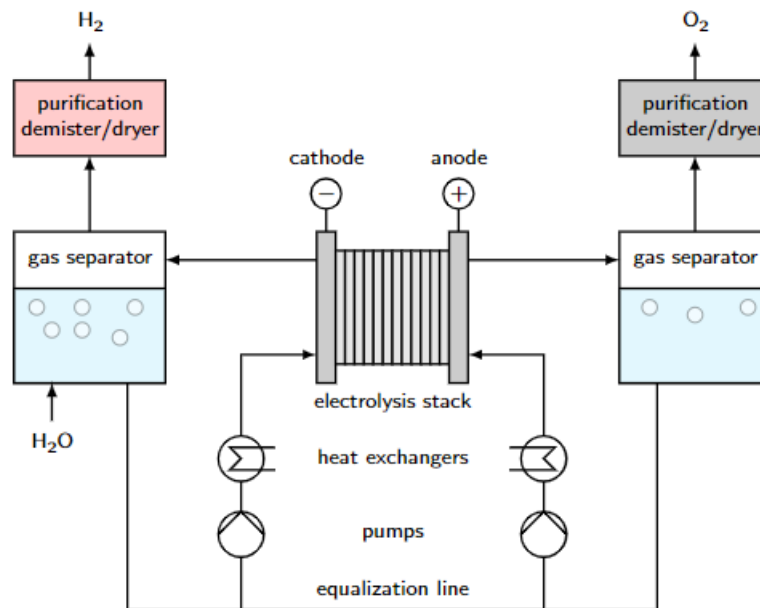 H₂
O₂
purification
demister/dryer
purification
demister/dryer
cathode
anode
−
+
gas separator
gas separator
electrolysis stack
H₂O
heat exchangers
pumps
equalization line